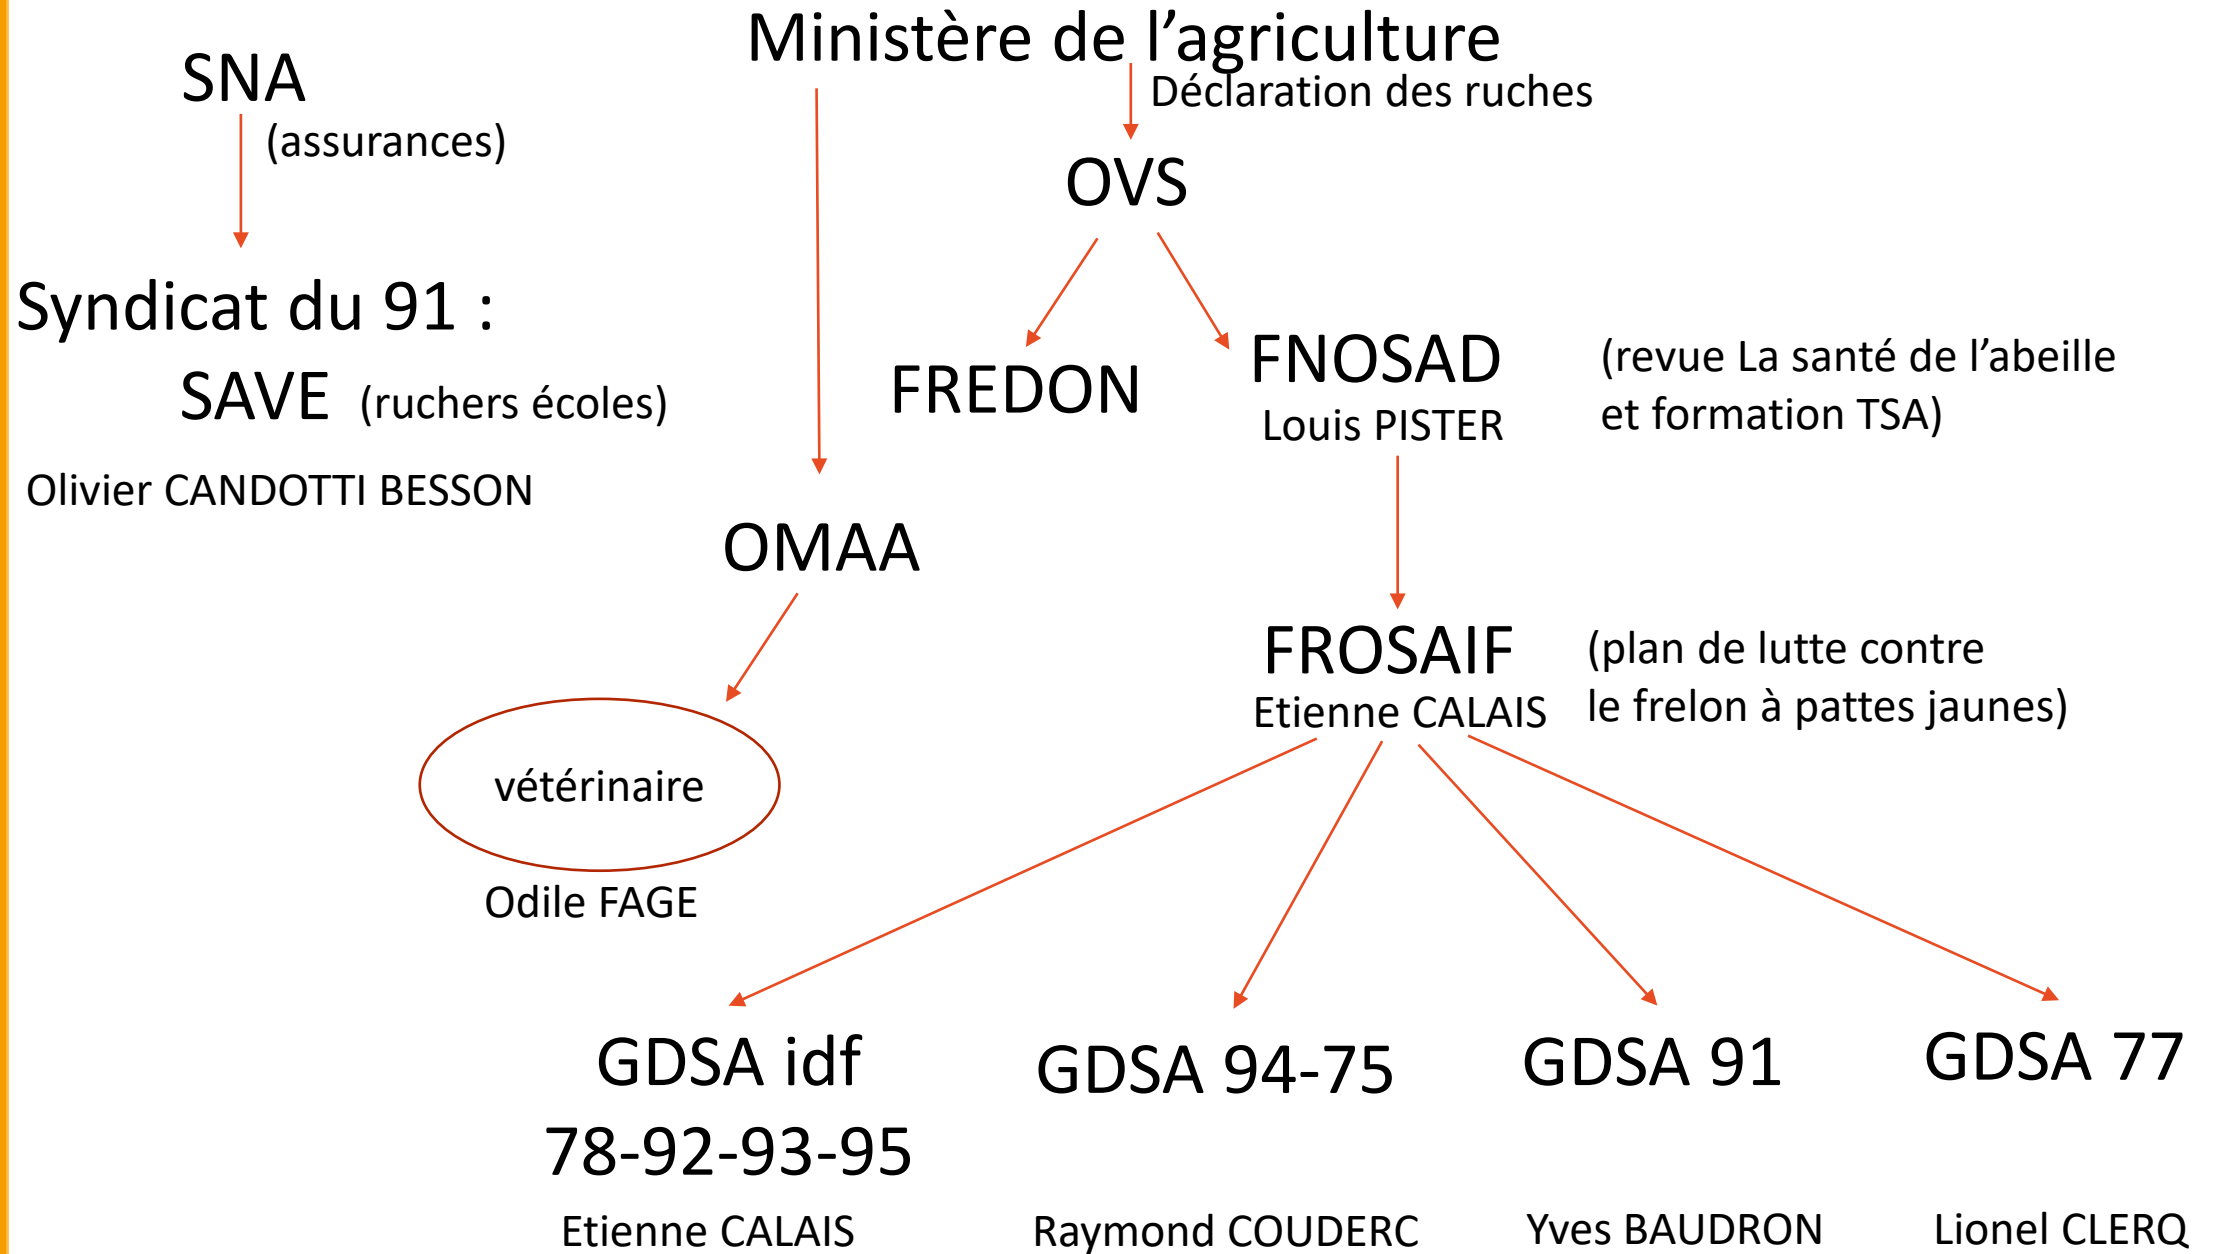 Ministère de l’agriculture
SNA
Déclaration des ruches
(assurances)
OVS
Syndicat du 91 :
SAVE (ruchers écoles)
Olivier CANDOTTI BESSON
FREDON
FNOSAD
Louis PISTER
(revue La santé de l’abeille
et formation TSA)
OMAA
FROSAIF
Etienne CALAIS
(plan de lutte contre
le frelon à pattes jaunes)
vétérinaire
Odile FAGE
GDSA idf
78-92-93-95
Etienne CALAIS
GDSA 94-75
Raymond COUDERC
GDSA 91
Yves BAUDRON
GDSA 77
Lionel CLERQ